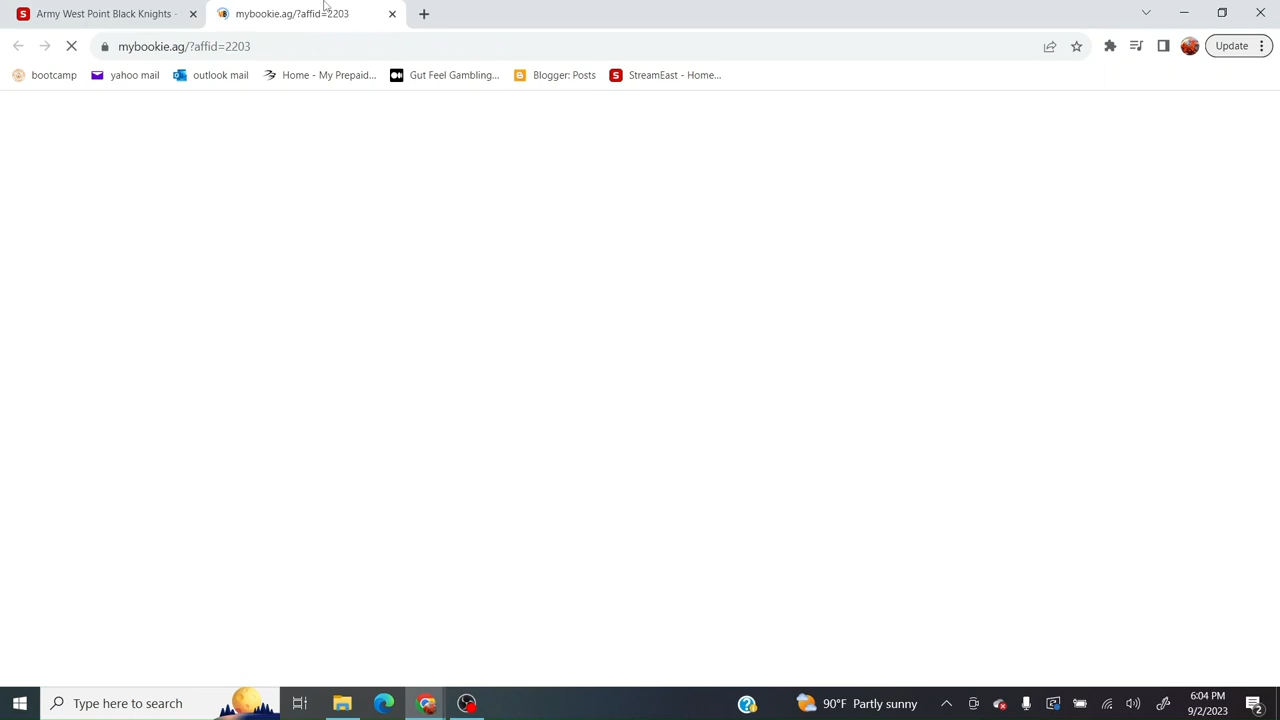 Army West Point Black Knights -
mybookie.ag/?affid=2203
mybookie.ag/?affid=2203
Update
bootcamp
yahoo mail
outlook mail
Home - My Prepaid...
Gut Feel Gambling...
Blogger: Posts
StreamEast - Home...
Type here to search
90°F Partly sunny
6:04 PM
9/2/2023
2